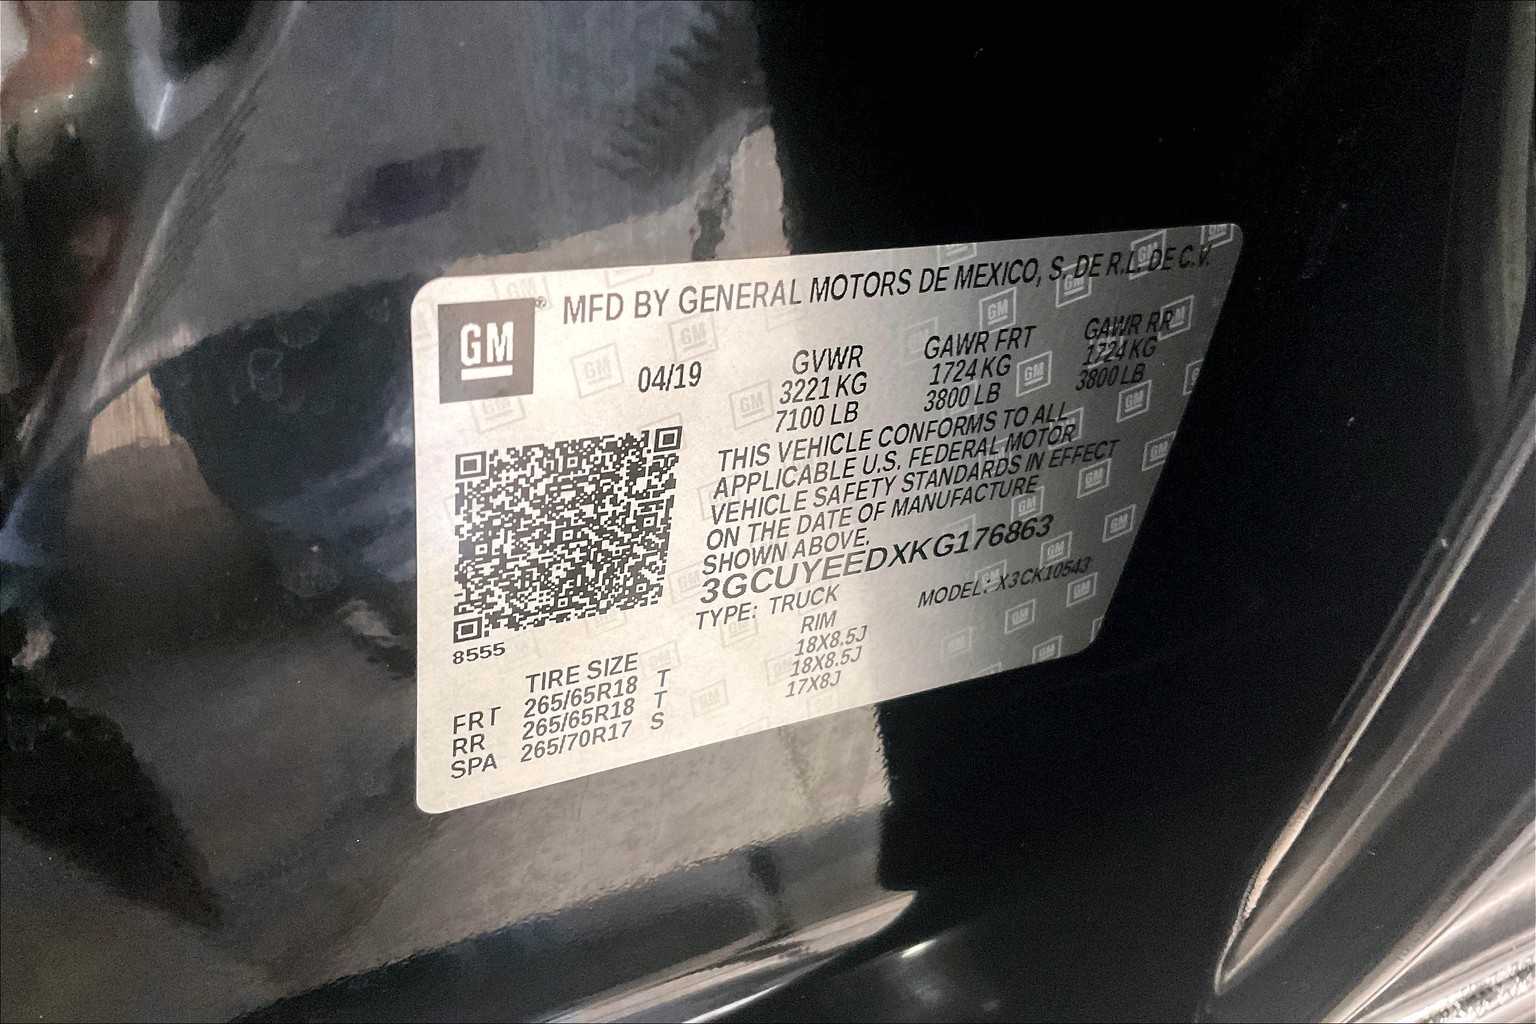 GM® MFD BY GENERAL MOTORS DE MEXICO, S. DE R.L. DE C.V.
04/19 GVWR GAWR FRT GAWR RR
3221 KG 1724 KG 1724 KG
7100 LB 3800 LB 3800 LB
THIS VEHICLE CONFORMS TO ALL
APPLICABLE U.S. FEDERAL MOTOR
VEHICLE SAFETY STANDARDS IN EFFECT
ON THE DATE OF MANUFACTURE
SHOWN ABOVE.
3GCUYEEDXKG176863
TYPE: TRUCK MODEL: X3CK10543
8555
TIRE SIZE RIM
FRT 265/65R18 T 18X8.5J
RR 265/65R18 T 18X8.5J
SPA 265/70R17 S 17X8J